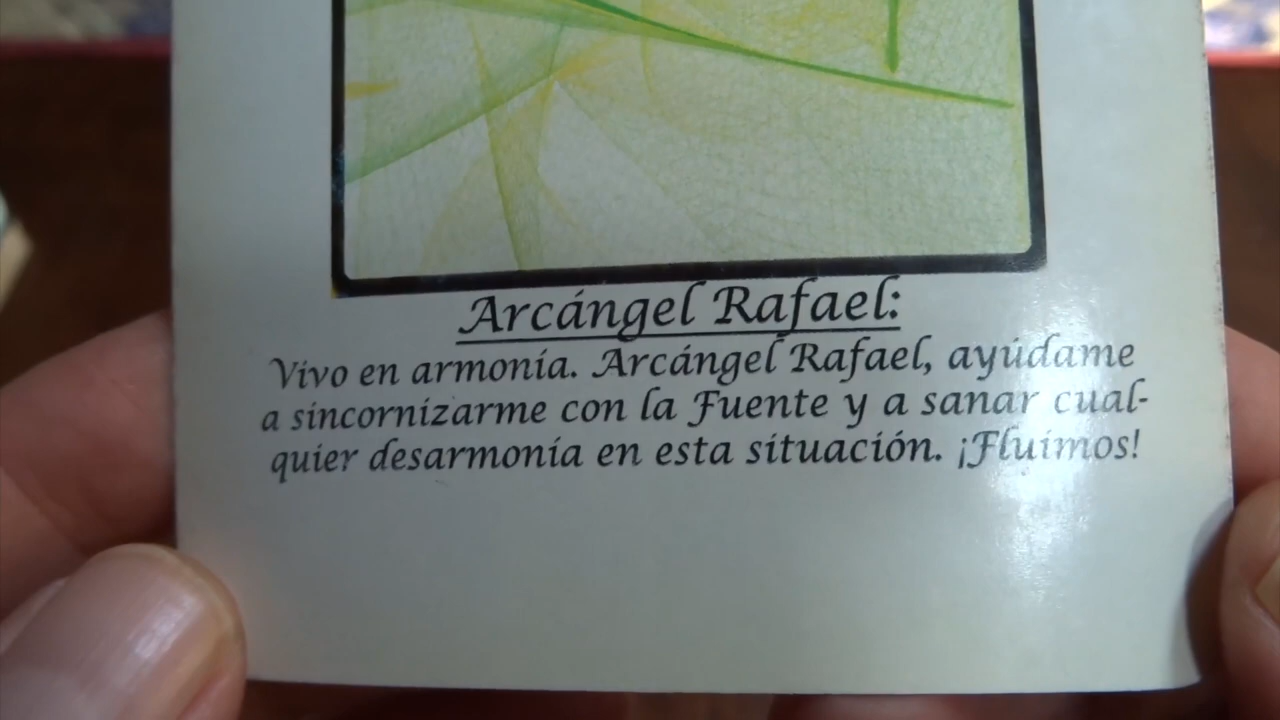 Arcángel Rafael:
Vivo en armonía. Arcángel Rafael, ayúdame
a sincornizarme con la Fuente y a sanar cual-
quier desarmonía en esta situación. ¡Fluimos!